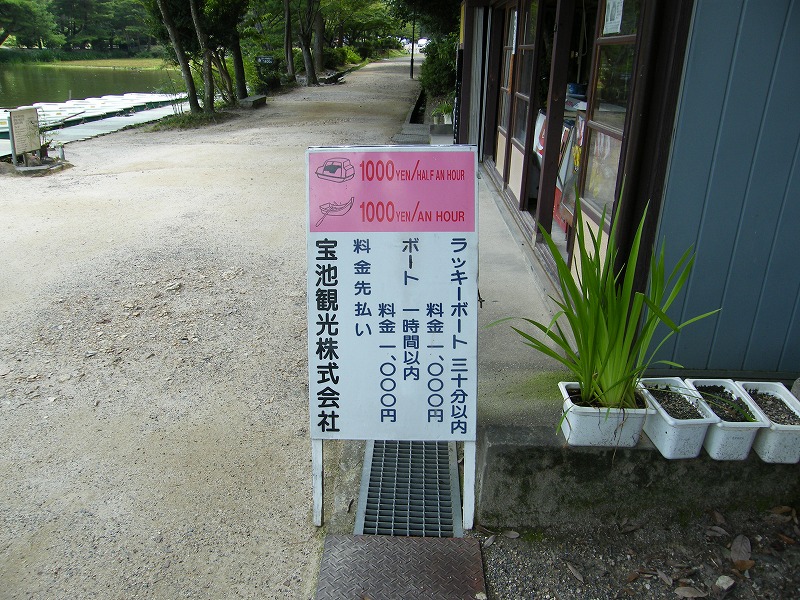 1000 YEN/HALF AN HOUR
1000 YEN/AN HOUR
ラッキーボート 三十分以内
料金 一、〇〇〇円
ボート 一時間以内
料金 一、〇〇〇円
料金先払い
宝池観光株式会社